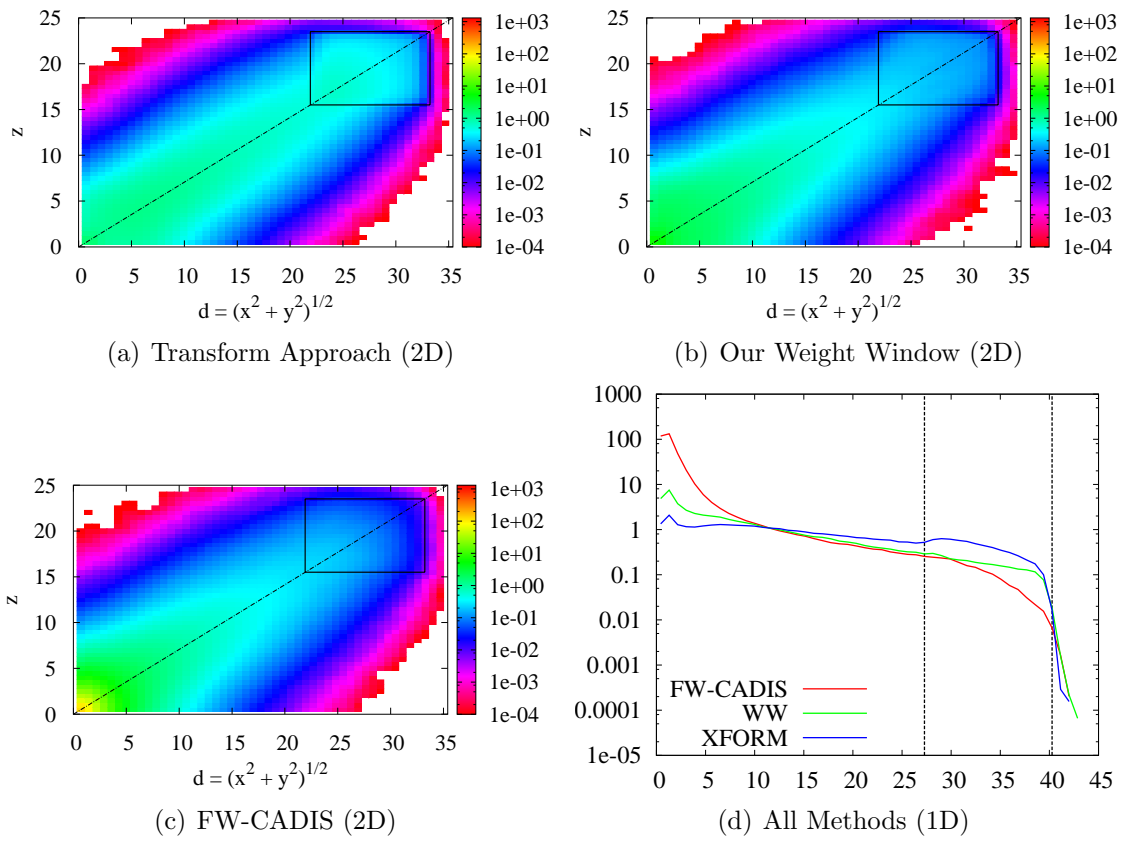 25
20
15
10
5
0
z
0 5 10 15 20 25 30 35
d = (x^2 + y^2)^1/2
1e+03
1e+02
1e+01
1e+00
1e-01
1e-02
1e-03
1e-04
(a) Transform Approach (2D)
25
20
15
10
5
0
z
0 5 10 15 20 25 30 35
d = (x^2 + y^2)^1/2
1e+03
1e+02
1e+01
1e+00
1e-01
1e-02
1e-03
1e-04
(b) Our Weight Window (2D)
25
20
15
10
5
0
z
0 5 10 15 20 25 30 35
d = (x^2 + y^2)^1/2
1e+03
1e+02
1e+01
1e+00
1e-01
1e-02
1e-03
1e-04
(c) FW-CADIS (2D)
1000
100
10
1
0.1
0.01
0.001
0.0001
1e-05
FW-CADIS
WW
XFORM
0 5 10 15 20 25 30 35 40 45
(d) All Methods (1D)